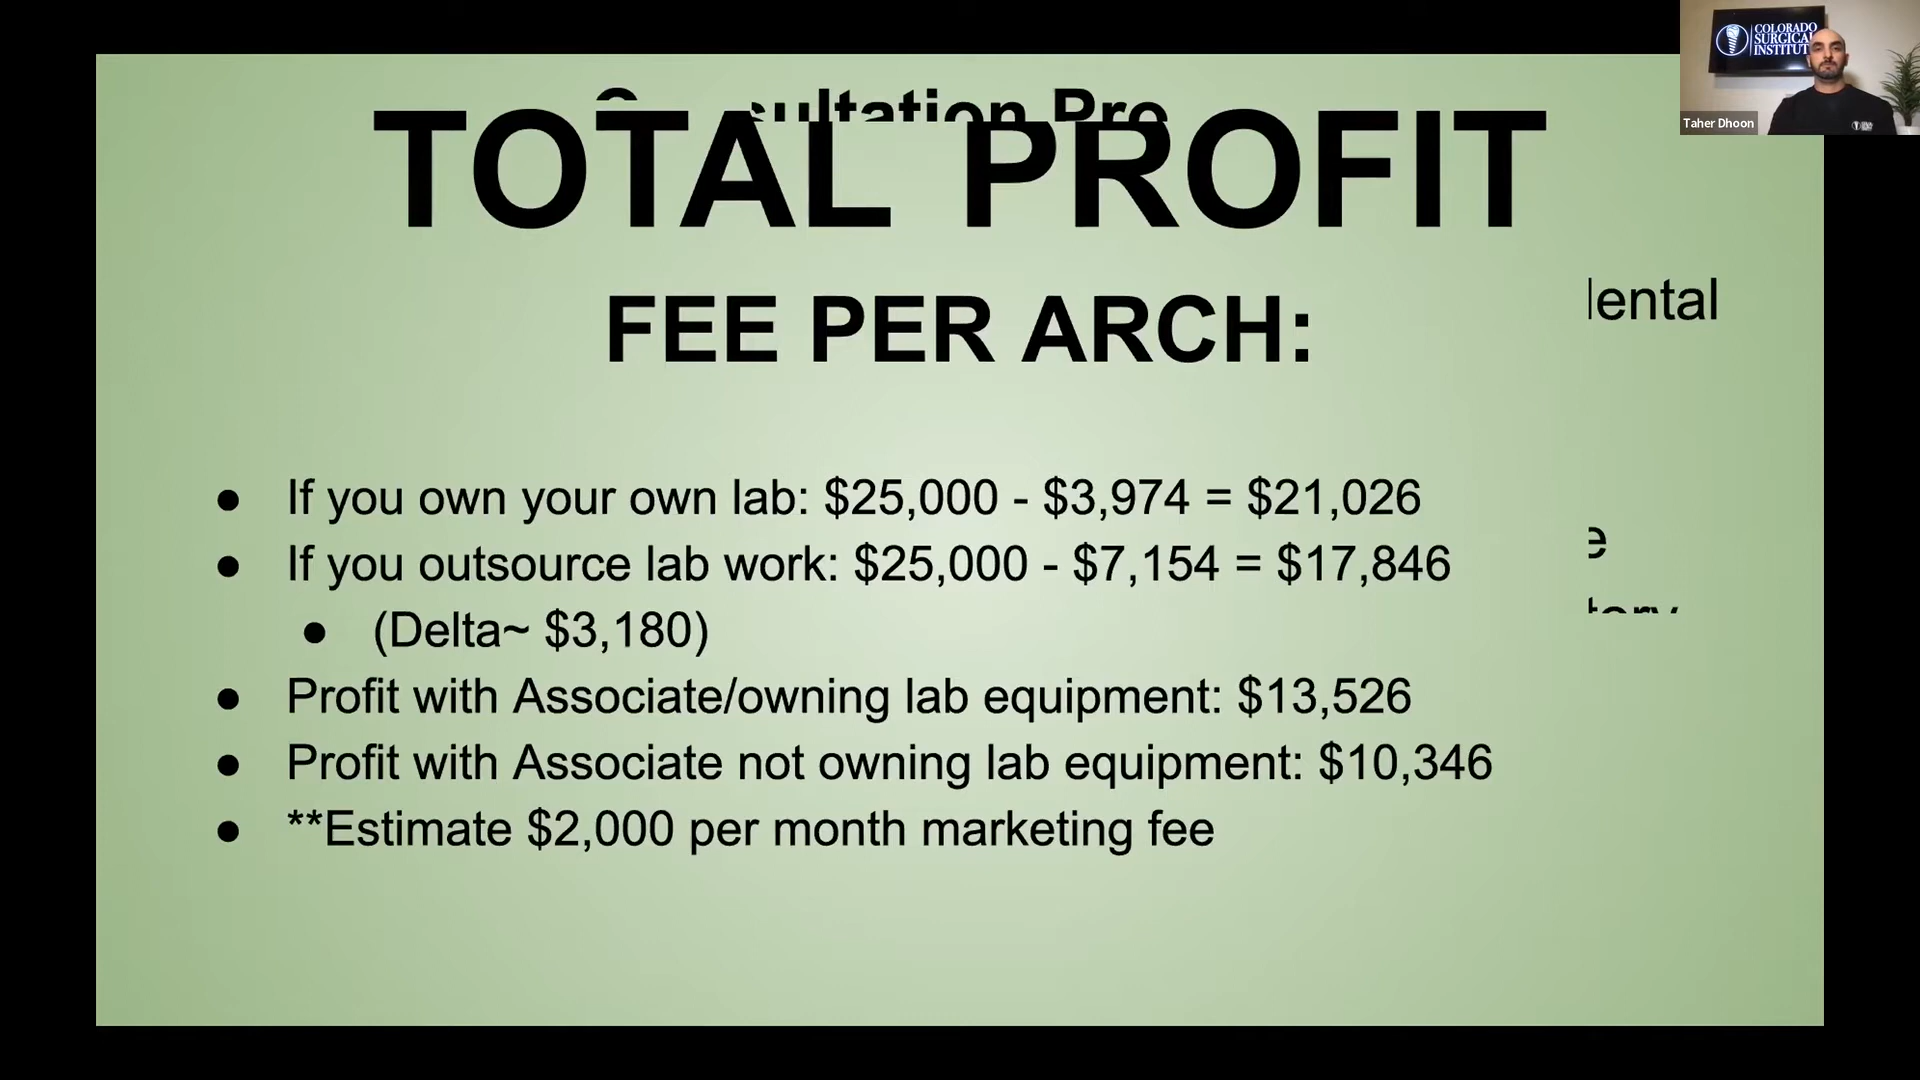 COLORADO
SURGICAL
Taher Dhoon
TOTAL PROFIT
FEE PER ARCH:
● If you own your own lab: $25,000 - $3,974 = $21,026
● If you outsource lab work: $25,000 - $7,154 = $17,846
● (Delta~ $3,180)
● Profit with Associate/owning lab equipment: $13,526
● Profit with Associate not owning lab equipment: $10,346
● **Estimate $2,000 per month marketing fee